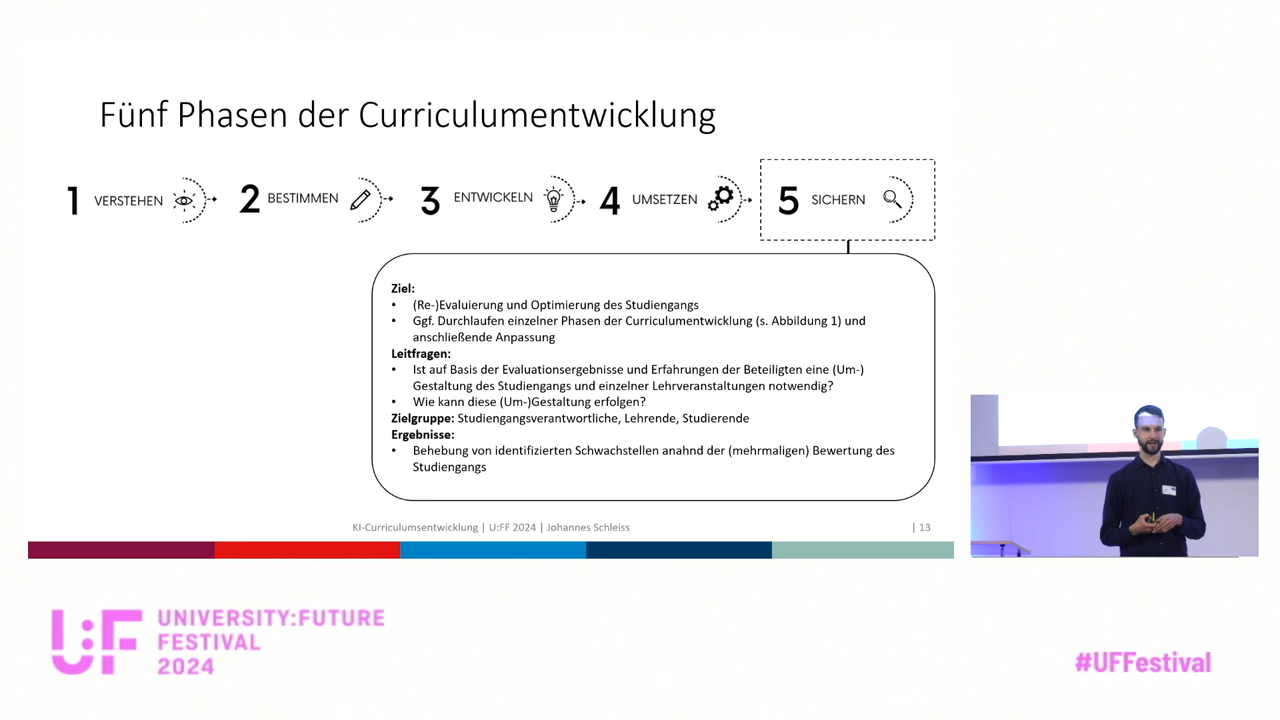 Fünf Phasen der Curriculumentwicklung
1 VERSTEHEN
2 BESTIMMEN
3 ENTWICKELN
4 UMSETZEN
5 SICHERN
Ziel:
• (Re-)Evaluierung und Optimierung des Studiengangs
• Ggf. Durchlaufen einzelner Phasen der Curriculumentwicklung (s. Abbildung 1) und
anschließende Anpassung
Leitfragen:
• Ist auf Basis der Evaluationsergebnisse und Erfahrungen der Beteiligten eine (Um-)
Gestaltung des Studiengangs und einzelner Lehrveranstaltungen notwendig?
• Wie kann diese (Um-)Gestaltung erfolgen?
Zielgruppe: Studiengangsverantwortliche, Lehrende, Studierende
Ergebnisse:
• Behebung von identifizierten Schwachstellen anahnd der (mehrmaligen) Bewertung des
Studiengangs
KI-Curriculumsentwicklung | U:FF 2024 | Johannes Schleiss
| 13
U:F
UNIVERSITY:FUTURE
FESTIVAL
2024
#UFFestival